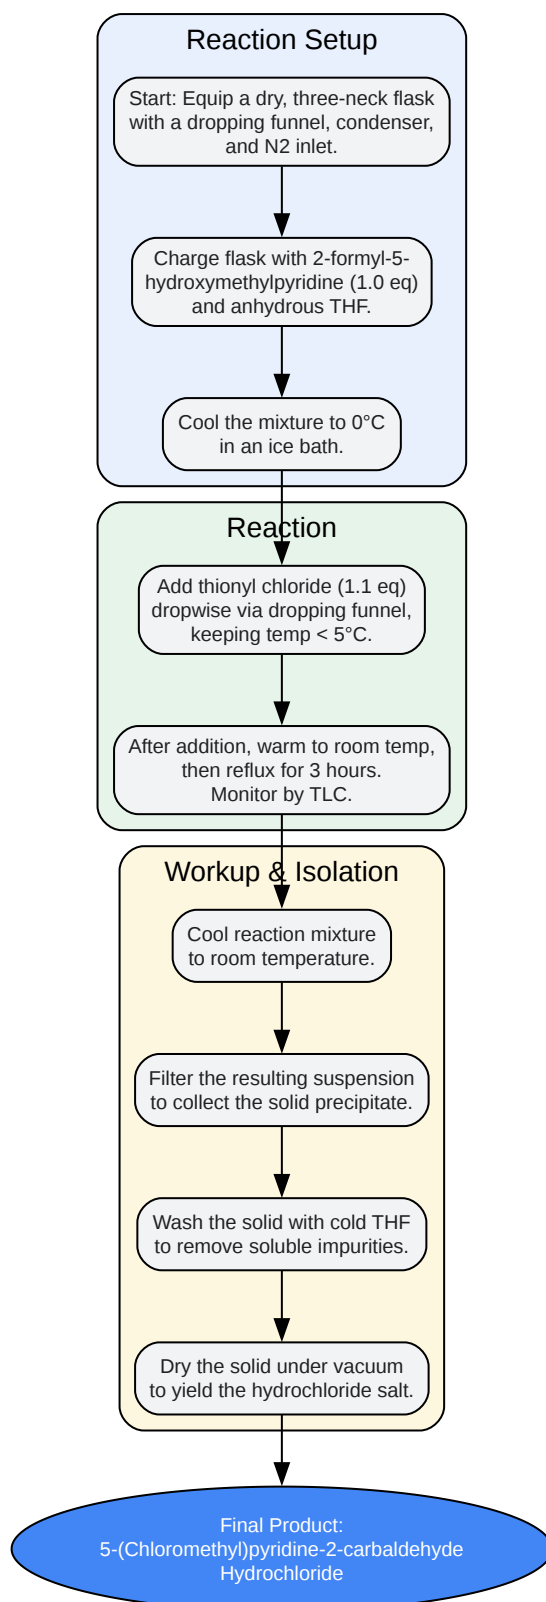 Reaction Setup
Start: Equip a dry, three-neck flask
with a dropping funnel, condenser,
and N2 inlet.
Charge flask with 2-formyl-5-
hydroxymethylpyridine (1.0 eq)
and anhydrous THF.
Cool the mixture to 0°C
in an ice bath.
Reaction
Add thionyl chloride (1.1 eq)
dropwise via dropping funnel,
keeping temp < 5°C.
After addition, warm to room temp,
then reflux for 3 hours.
Monitor by TLC.
Workup & Isolation
Cool reaction mixture
to room temperature.
Filter the resulting suspension
to collect the solid precipitate.
Wash the solid with cold THF
to remove soluble impurities.
Dry the solid under vacuum
to yield the hydrochloride salt.
Final Product:
5-(Chloromethyl)pyridine-2-carbaldehyde
Hydrochloride